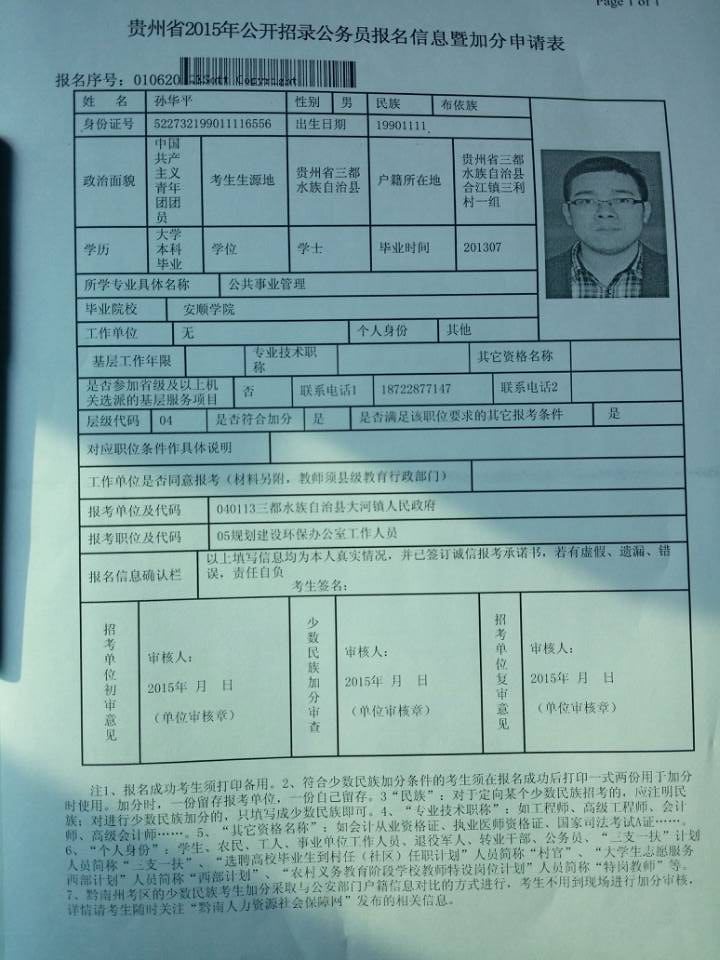 Page 1 of 1
贵州省2015年公开招录公务员报名信息暨加分申请表
报名序号：010620
姓 名 孙华平 性别 男 民族 布依族
身份证号 522732199011116556 出生日期 19901111
政治面貌 中国共产主义青年团团员 考生生源地 贵州省三都水族自治县 户籍所在地 贵州省三都水族自治县合江镇三利村一组
学历 大学本科毕业 学位 学士 毕业时间 201307
所学专业具体名称 公共事业管理
毕业院校 安顺学院
工作单位 无 个人身份 其他
基层工作年限 专业技术职称 其它资格名称
是否参加省级及以上机关选派的基层服务项目 否 联系电话1 18722877147 联系电话2
层级代码 04 是否符合加分 是 是否满足该职位要求的其它报考条件 是
对应职位条件作具体说明
工作单位是否同意报考（材料另附，教师须县级教育行政部门）
报考单位及代码 040113三都水族自治县大河镇人民政府
报考职位及代码 05规划建设环保办公室工作人员
报名信息确认栏 以上填写信息均为本人真实情况，并已签订诚信报考承诺书，若有虚假、遗漏、错误，责任自负
考生签名：
招考单位初审意见 审核人： 2015年 月 日 （单位审核章）
少数民族加分审查 审核人： 2015年 月 日 （单位审核章）
招考单位复审意见 审核人： 2015年 月 日 （单位审核章）
注1、报名成功考生须打印备用。2、符合少数民族加分条件的考生须在报名成功后打印一式两份用于加分
时使用。加分时，一份留存报考单位，一份自己留存。3“民族”：对于定向某个少数民族招考的，应注明民
族；对进行少数民族加分的，只填写成少数民族即可。4、“专业技术职称”：如工程师、高级工程师、会计
师、高级会计师……。5、“其它资格名称”：如会计从业资格证、执业医师资格证、国家司法考试A证……。
6、“个人身份”：学生、农民、工人、事业单位工作人员、退役军人、转业干部、公务员、“三支一扶”计划
人员简称“三支一扶”、“选聘高校毕业生到村任（社区）任职计划”人员简称“村官”、“大学生志愿服务
西部计划”人员简称“西部计划”、“农村义务教育阶段学校教师特设岗位计划”人员简称“特岗教师”等。
7、黔南州考区的少数民族考生加分采取与公安部门户籍信息对比的方式进行，考生不用到现场进行加分审核，
详情请考生随时关注“黔南人力资源社会保障网”发布的相关信息。